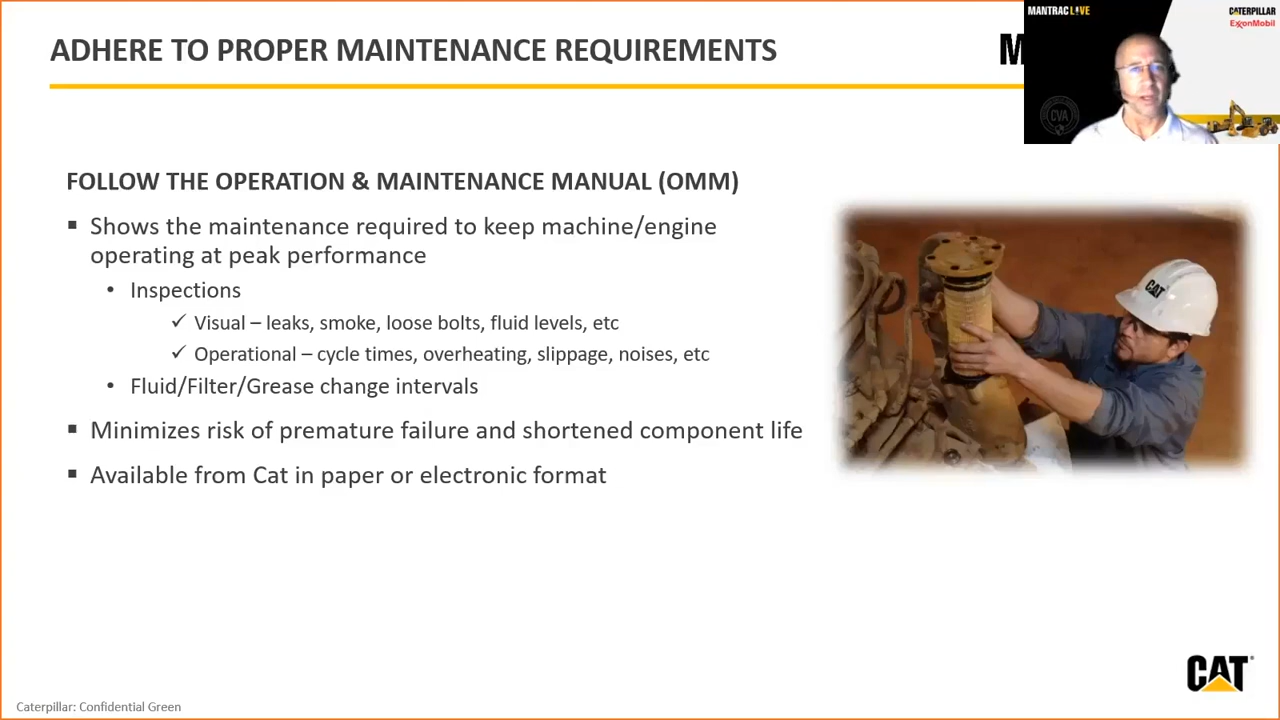 ADHERE TO PROPER MAINTENANCE REQUIREMENTS
M
MANTRAC LIVE
CATERPILLAR
ExxonMobil
CVA
FOLLOW THE OPERATION & MAINTENANCE MANUAL (OMM)
▪ Shows the maintenance required to keep machine/engine
operating at peak performance
• Inspections
✓ Visual – leaks, smoke, loose bolts, fluid levels, etc
✓ Operational – cycle times, overheating, slippage, noises, etc
• Fluid/Filter/Grease change intervals
▪ Minimizes risk of premature failure and shortened component life
▪ Available from Cat in paper or electronic format
CAT
CAT
Caterpillar: Confidential Green